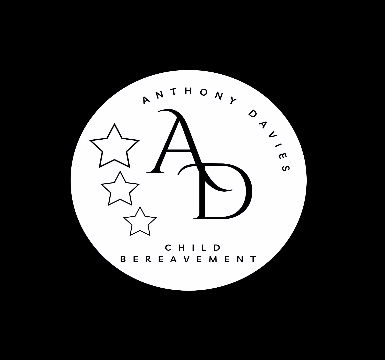 ANTHONY DAVIES
AD
CHILD
BEREAVEMENT